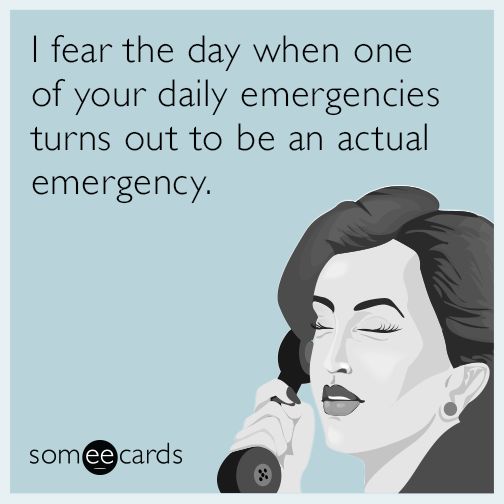 I fear the day when one
of your daily emergencies
turns out to be an actual
emergency.
someecards